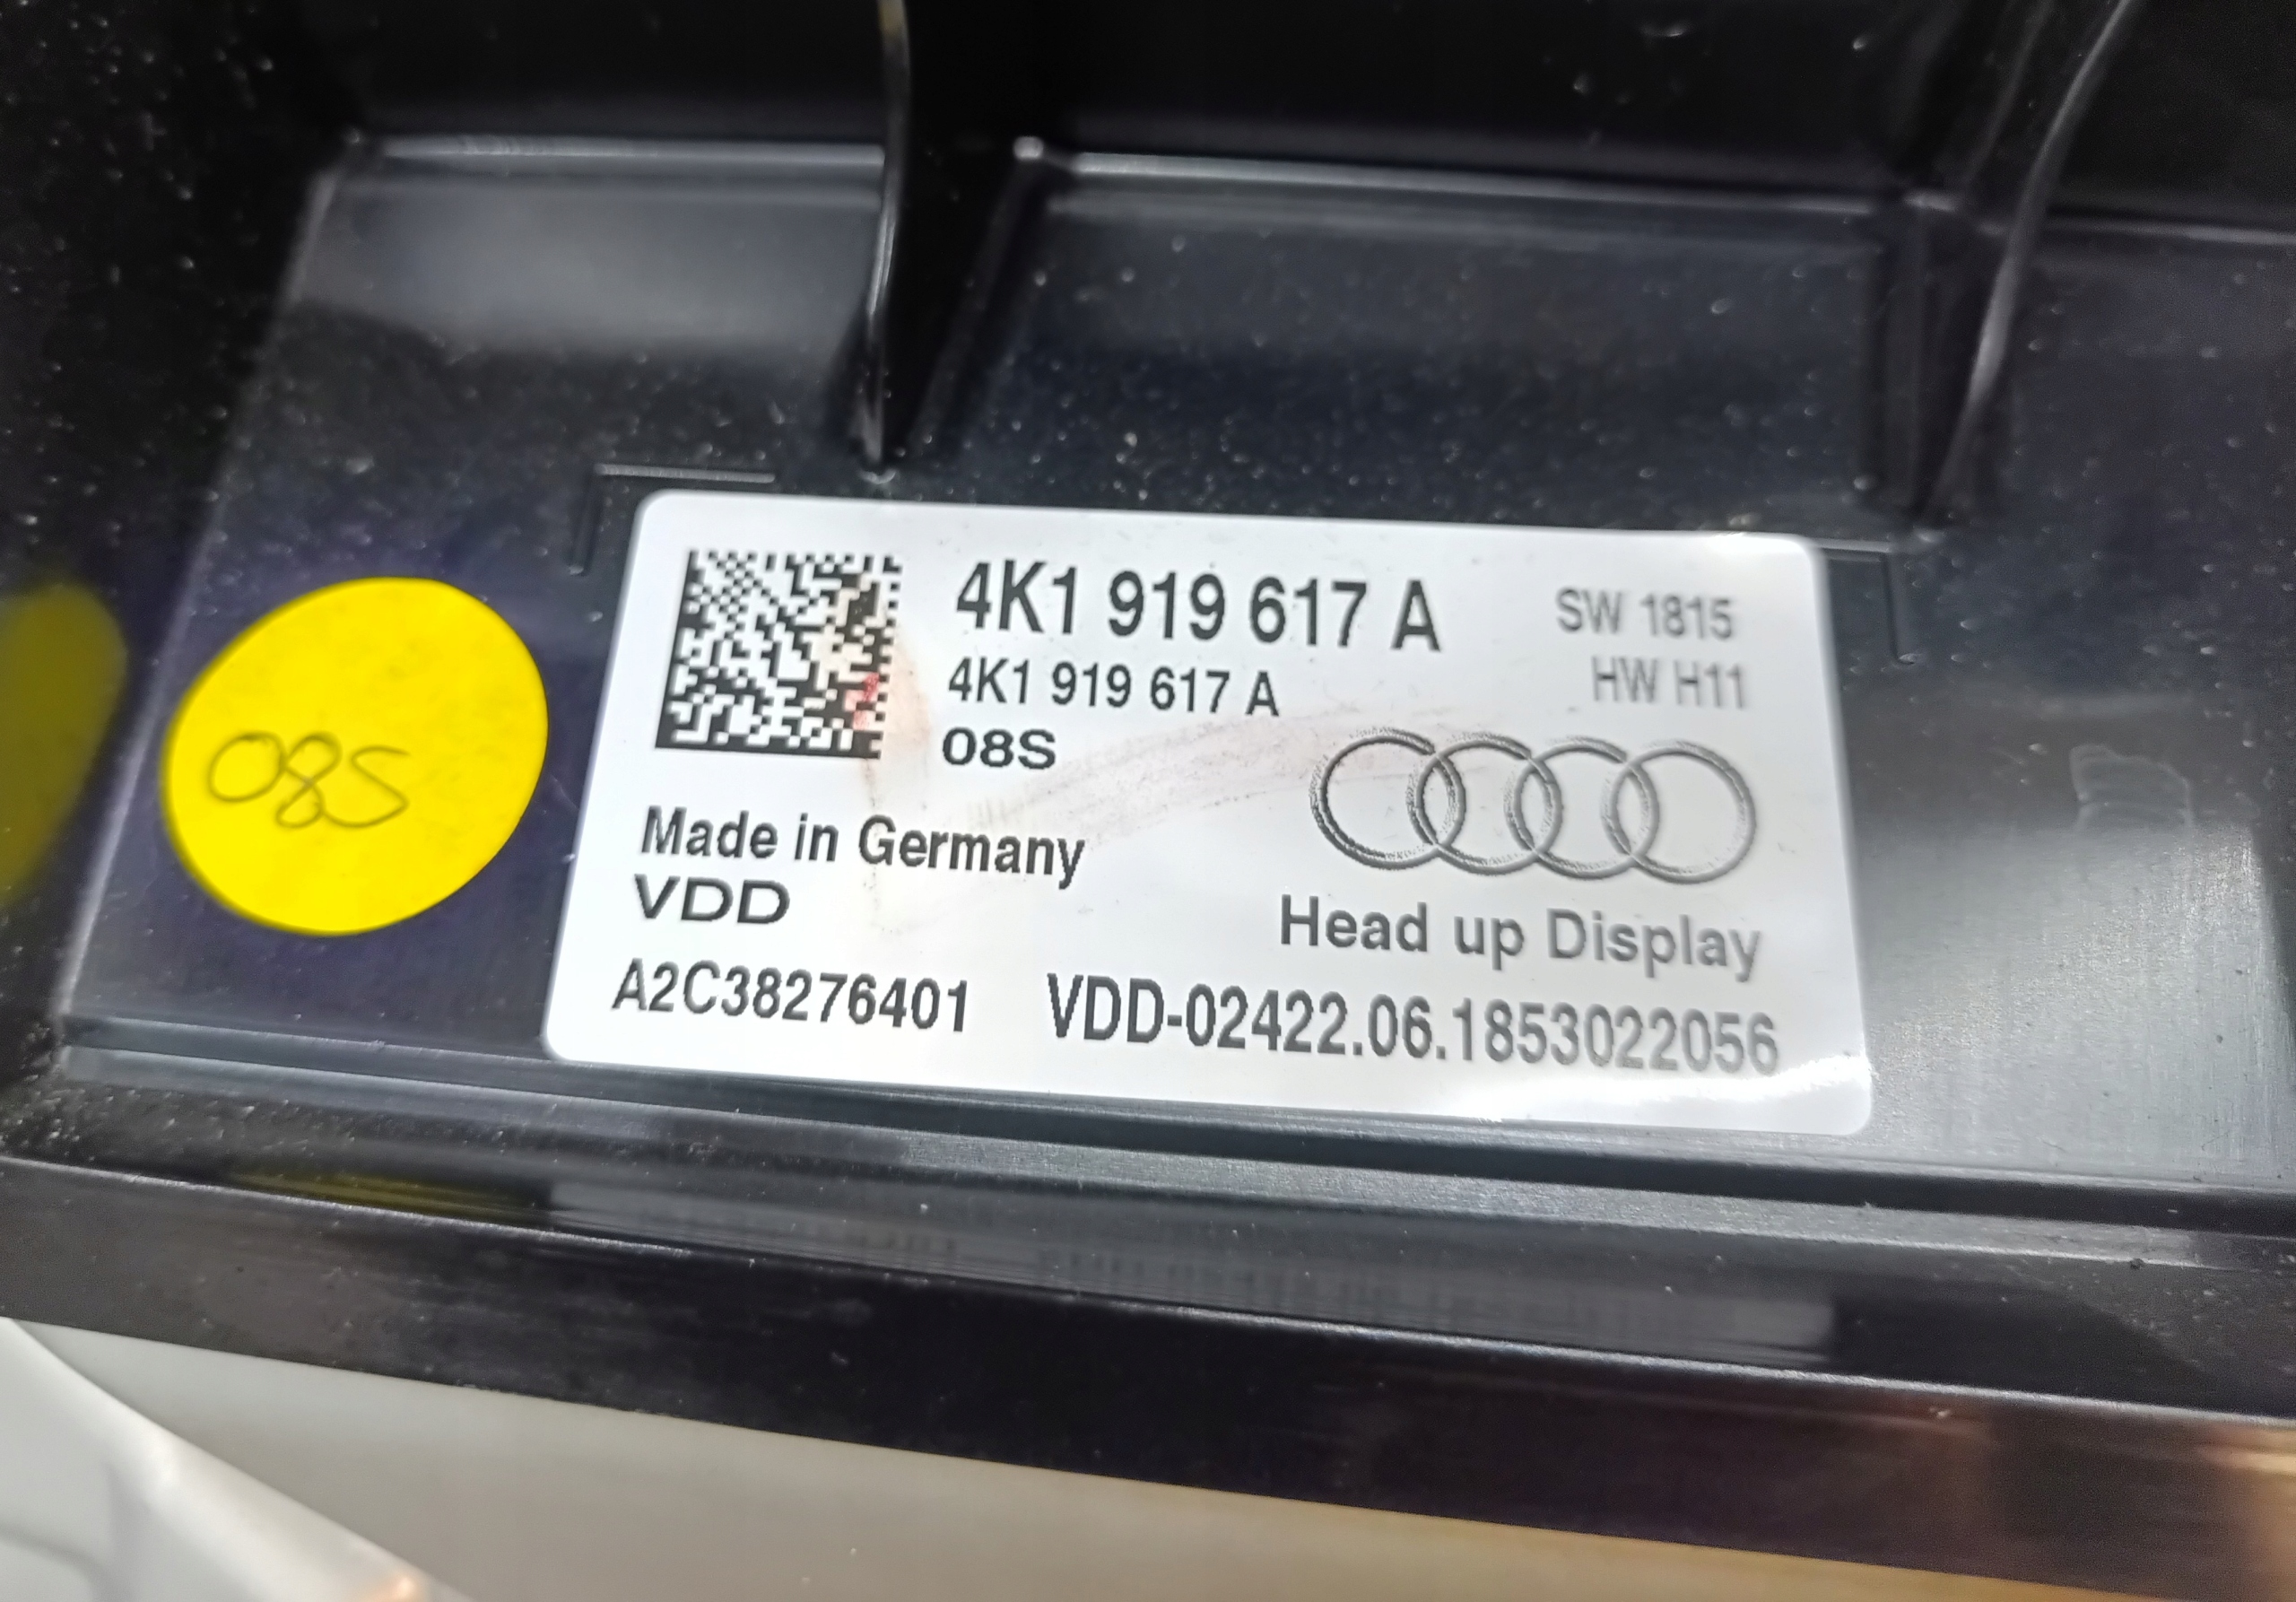 4K1 919 617 A
SW 1815
4K1 919 617 A
HW H11
08S
08S
Made in Germany
VDD
Head up Display
A2C38276401
VDD-02422.06.1853022056